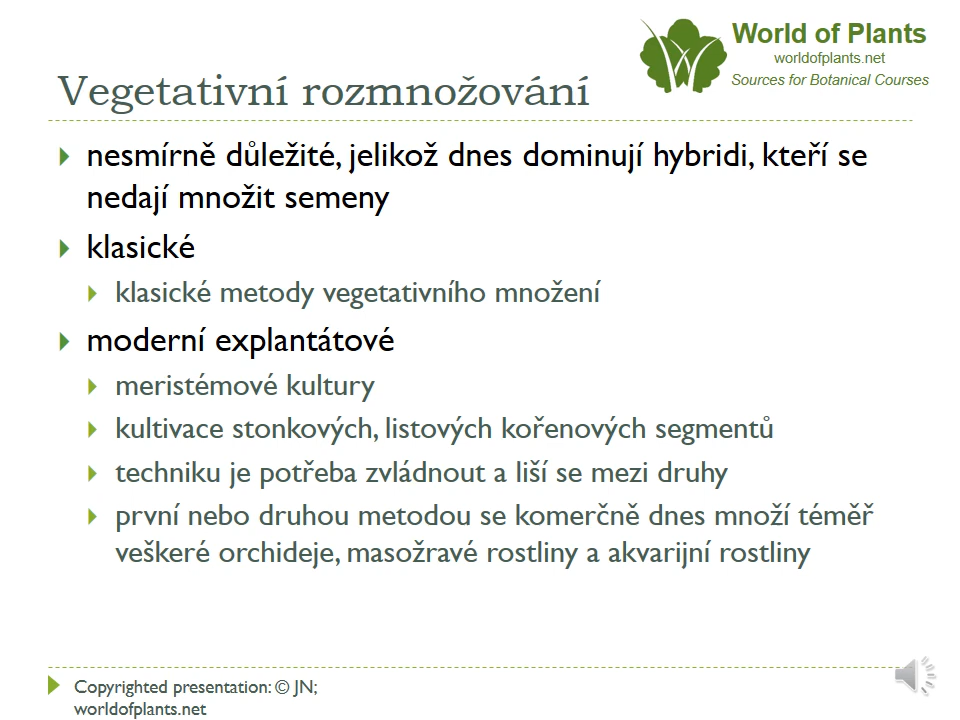 World of Plants
worldofplants.net
Sources for Botanical Courses
Vegetativní rozmnožování
nesmírně důležité, jelikož dnes dominují hybridi, kteří se
nedají množit semeny
klasické
klasické metody vegetativního množení
moderní explantátové
meristémové kultury
kultivace stonkových, listových kořenových segmentů
techniku je potřeba zvládnout a liší se mezi druhy
první nebo druhou metodou se komerčně dnes množí téměř
veškeré orchideje, masožravé rostliny a akvarijní rostliny
Copyrighted presentation: © JN;
worldofplants.net